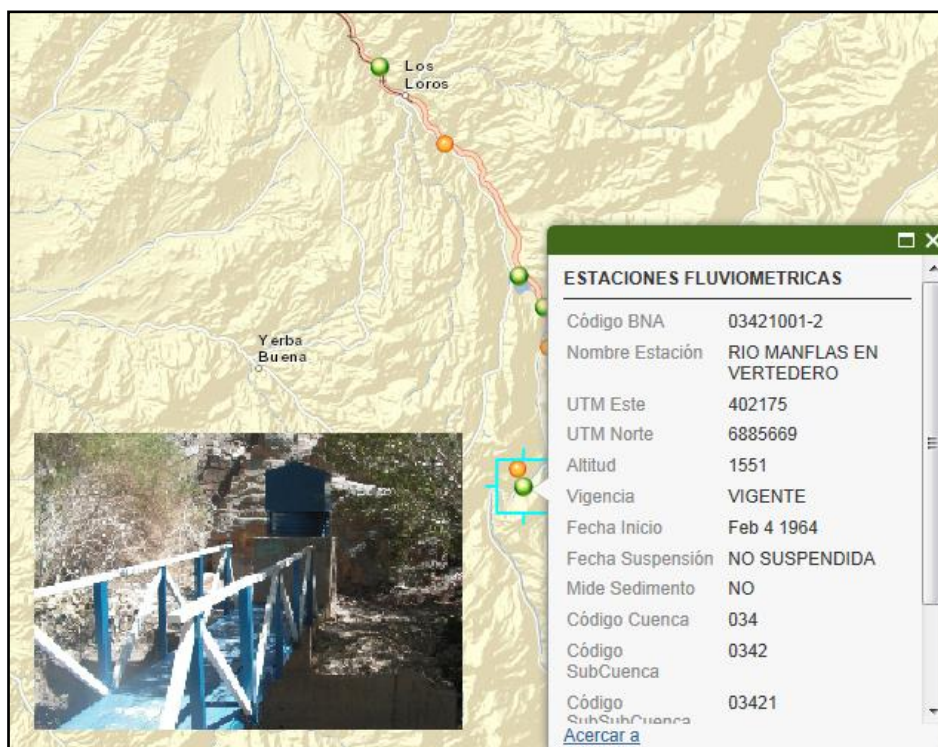 Los
Loros
Yerba
Buena
ESTACIONES FLUVIOMETRICAS
Código BNA 03421001-2
Nombre Estación RIO MANFLAS EN
VERTEDERO
UTM Este 402175
UTM Norte 6885669
Altitud 1551
Vigencia VIGENTE
Fecha Inicio Feb 4 1964
Fecha Suspensión NO SUSPENDIDA
Mide Sedimento NO
Código Cuenca 034
Código 0342
SubCuenca
Código 03421
SubSubCuenca
Acercar a